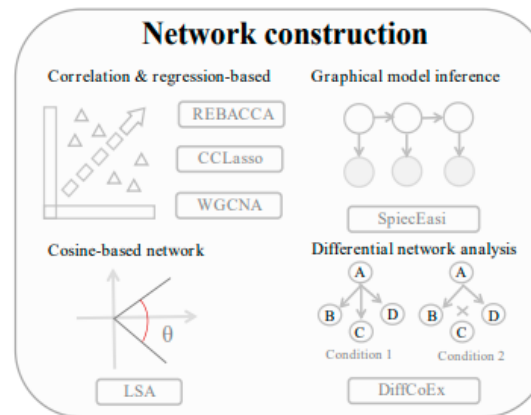 Network construction
Correlation & regression-based
REBACCA
CCLasso
WGCNA
Graphical model inference
SpiecEasi
Cosine-based network
θ
LSA
Differential network analysis
A
B
C
D
Condition 1
A
B
C
D
Condition 2
DiffCoEx